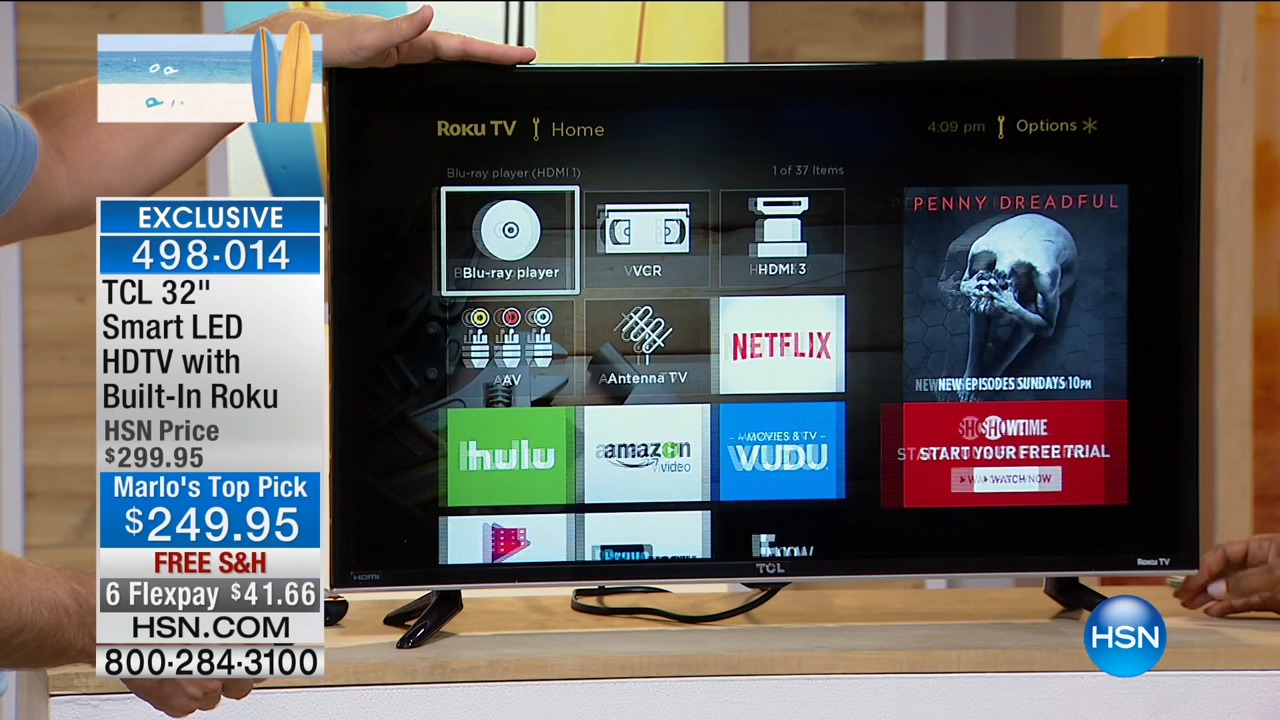 EXCLUSIVE
498-014
TCL 32"
Smart LED
HDTV with
Built-In Roku
HSN Price
$299.95
Marlo's Top Pick
$249.95
FREE S&H
6 Flexpay $41.66
HSN.COM
800-284-3100
Roku TV Home
4:09 pm Options
Blu-ray player (HDMI 1)
1 of 37 Items
Blu-ray player
VCR
HDMI 3
AV
Antenna TV
NETFLIX
hulu
amazon
video
MOVIES & TV
VUDU
PENNY DREADFUL
NEW EPISODES SUNDAYS 10PM
SHOWTIME
START YOUR FREE TRIAL
WATCH NOW
HDMI
TCL
Roku TV
HSN